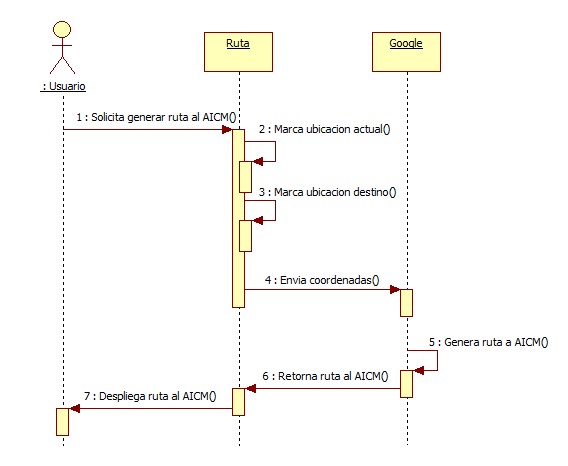 Ruta
Google
: Usuario
1 : Solicita generar ruta al AICM()
2 : Marca ubicacion actual()
3 : Marca ubicacion destino()
4 : Envia coordenadas()
5 : Genera ruta a AICM()
6 : Retorna ruta al AICM()
7 : Despliega ruta al AICM()